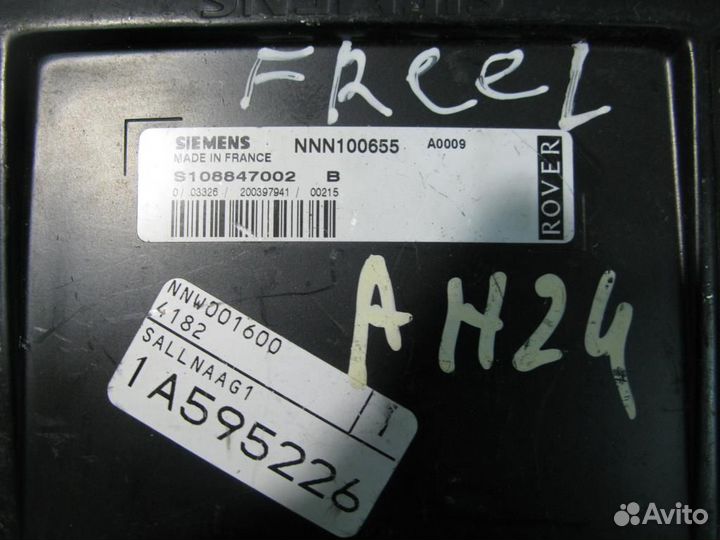 FREEL
SIEMENS NNN100655 A0009
MADE IN FRANCE
S108847002 B
0/ 03326 / 200397941 / 00215
ROVER
AH24
NNW001600
4182
SALLNAAG1
1A595226
Avito